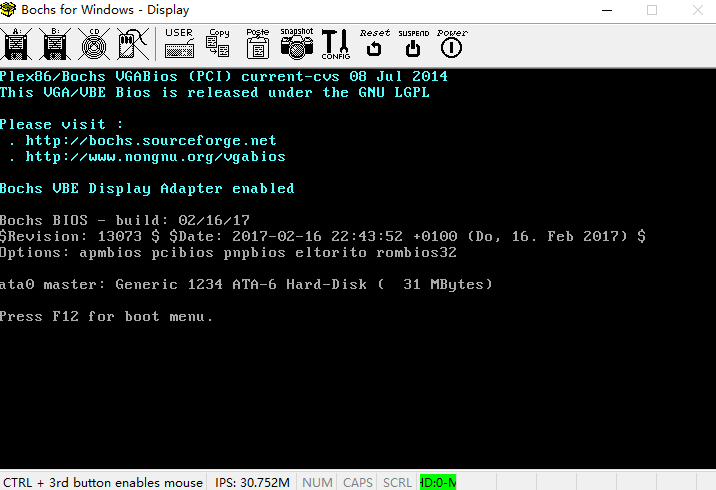 Bochs for Windows - Display
A:
B:
CD
USER
Copy
Paste
snapshot
CONFIG
Reset
SUSPEND
Power
Plex86/Bochs VGABios (PCI) current-cvs 08 Jul 2014
This VGA/VBE Bios is released under the GNU LGPL
Please visit :
. http://bochs.sourceforge.net
. http://www.nongnu.org/vgabios
Bochs VBE Display Adapter enabled
Bochs BIOS - build: 02/16/17
$Revision: 13073 $ $Date: 2017-02-16 22:43:52 +0100 (Do, 16. Feb 2017) $
Options: apmbios pcibios pnpbios eltorito rombios32
ata0 master: Generic 1234 ATA-6 Hard-Disk (  31 MBytes)
Press F12 for boot menu.
CTRL + 3rd button enables mouse
IPS: 30.752M
NUM
CAPS
SCRL
HD:0-M